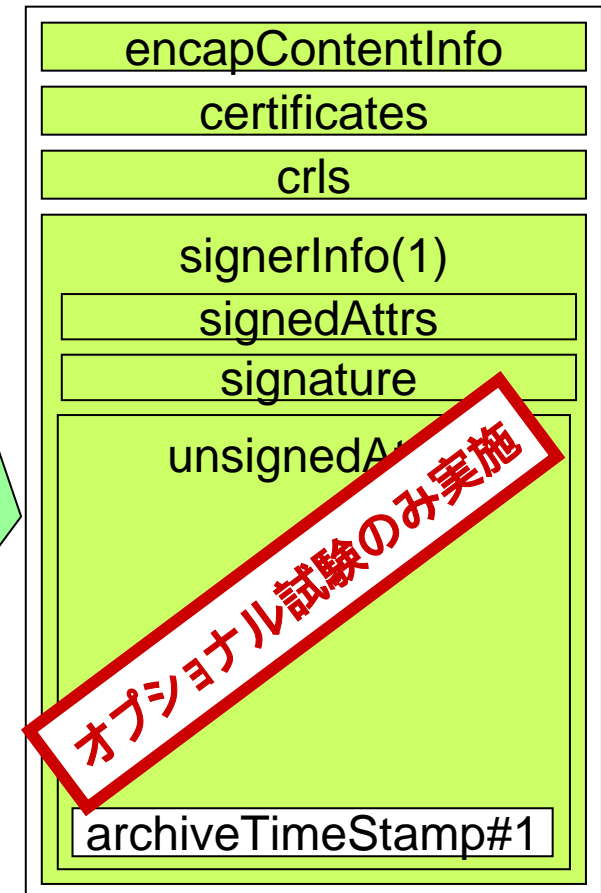 encapContentInfo
certificates
crls
signerInfo(1)
signedAttrs
signature
オプショナル試験のみ実施
archiveTimeStamp#1